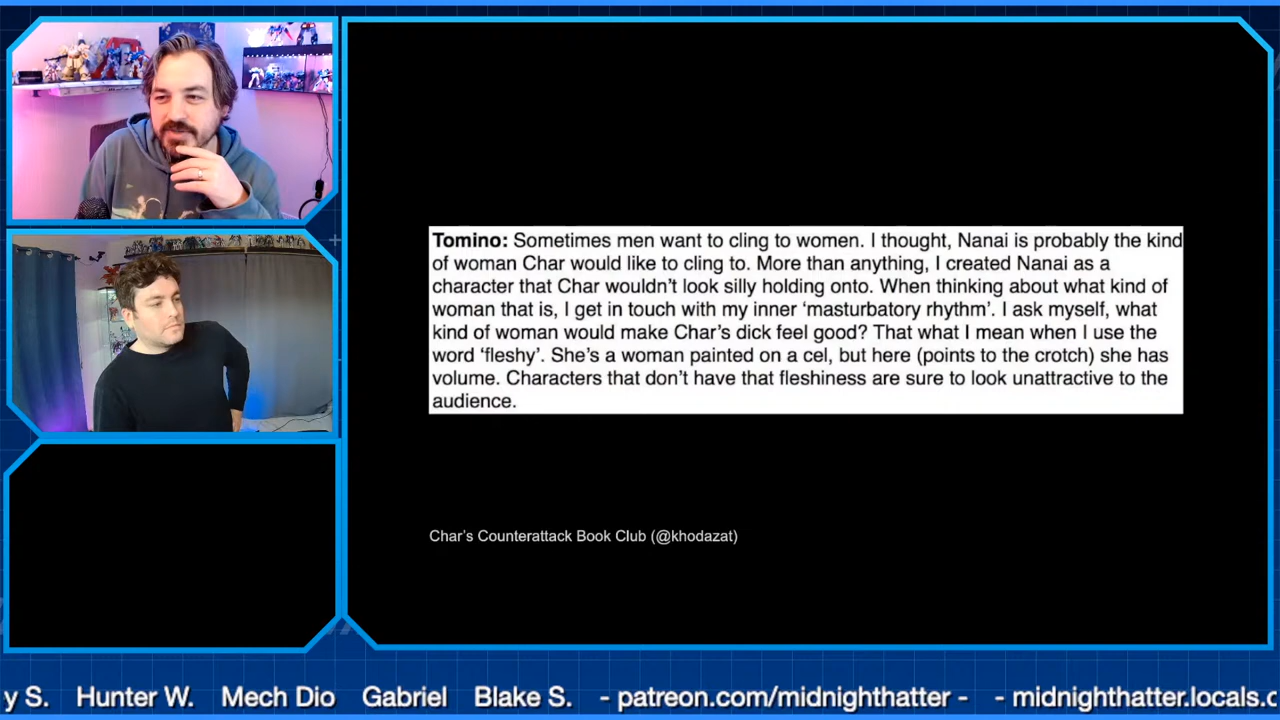 Tomino: Sometimes men want to cling to women. I thought, Nanai is probably the kind
of woman Char would like to cling to. More than anything, I created Nanai as a
character that Char wouldn't look silly holding onto. When thinking about what kind of
woman that is, I get in touch with my inner 'masturbatory rhythm'. I ask myself, what
kind of woman would make Char's dick feel good? That what I mean when I use the
word 'fleshy'. She's a woman painted on a cel, but here (points to the crotch) she has
volume. Characters that don't have that fleshiness are sure to look unattractive to the
audience.
Char's Counterattack Book Club (@khodazat)
y S. Hunter W. Mech Dio Gabriel Blake S. - patreon.com/midnighthatter - - midnighthatter.locals.c